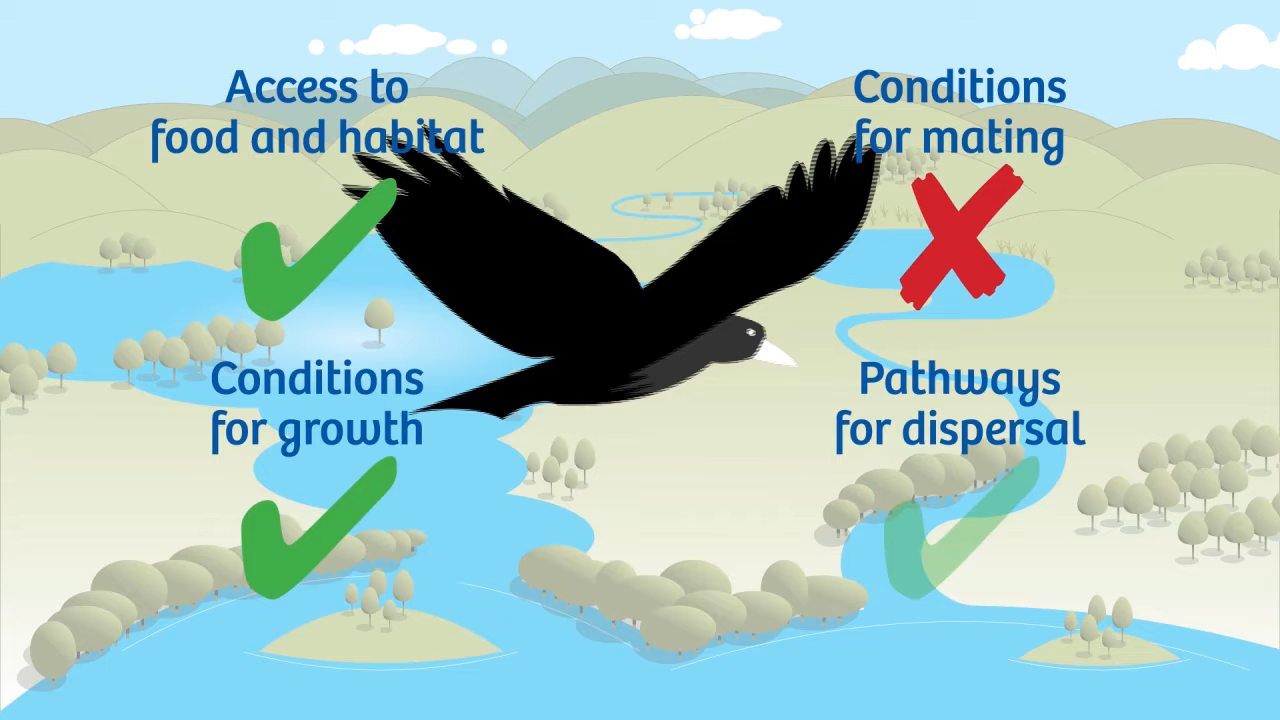 Access to
food and habitat
Conditions
for mating
Conditions
for growth
Pathways
for dispersal